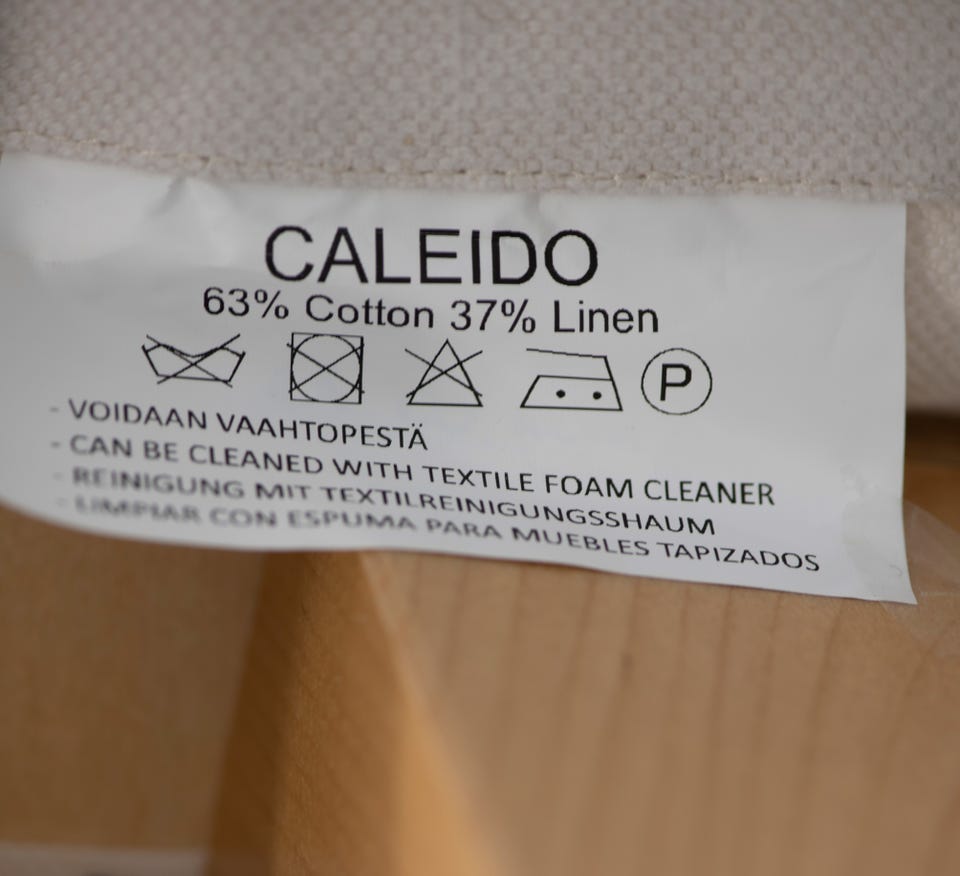 CALEIDO
63% Cotton 37% Linen
P
- VOIDAAN VAAHTOPESTÄ
- CAN BE CLEANED WITH TEXTILE FOAM CLEANER
- REINIGUNG MIT TEXTILREINIGUNGSSHAUM
- LIMPIAR CON ESPUMA PARA MUEBLES TAPIZADOS